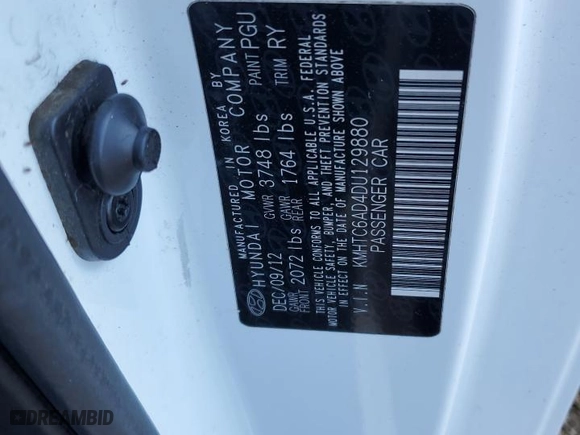 MANUFACTURED IN KOREA BY
HYUNDAI MOTOR COMPANY
DEC/09/12 GVWR 3748 lbs PAINT PGU
GAWR FRONT 2072 lbs GAWR REAR 1764 lbs TRIM RY
THIS VEHICLE CONFORMS TO ALL APPLICABLE U.S.A. FEDERAL
MOTOR VEHICLE SAFETY, BUMPER, AND THEFT PREVENTION STANDARDS
IN EFFECT ON THE DATE OF MANUFACTURE SHOWN ABOVE
V.I.N KMHTC6AD4DU129880
PASSENGER CAR
DREAMBID